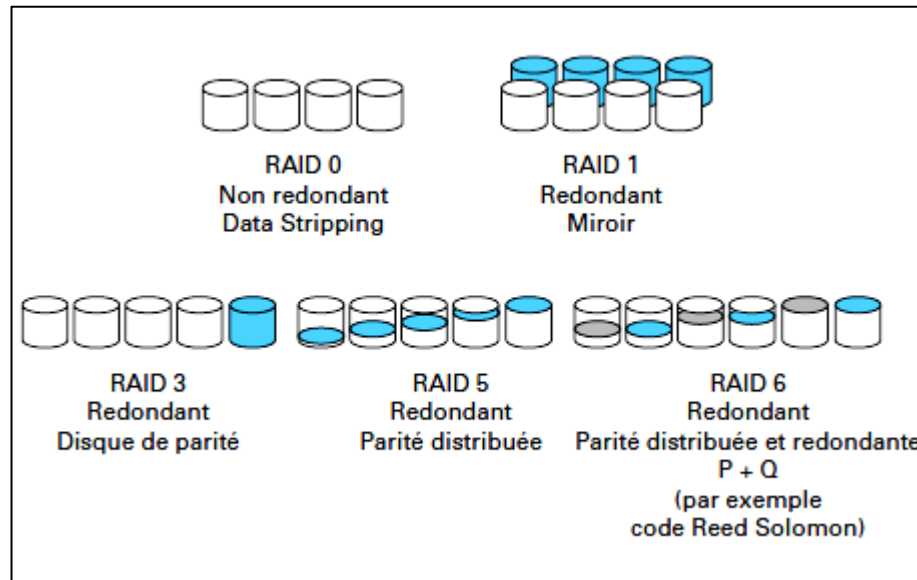 RAID 0
Non redondant
Data Stripping
RAID 1
Redondant
Miroir
RAID 3
Redondant
Disque de parité
RAID 5
Redondant
Parité distribuée
RAID 6
Redondant
Parité distribuée et redondante
P + Q
(par exemple
code Reed Solomon)